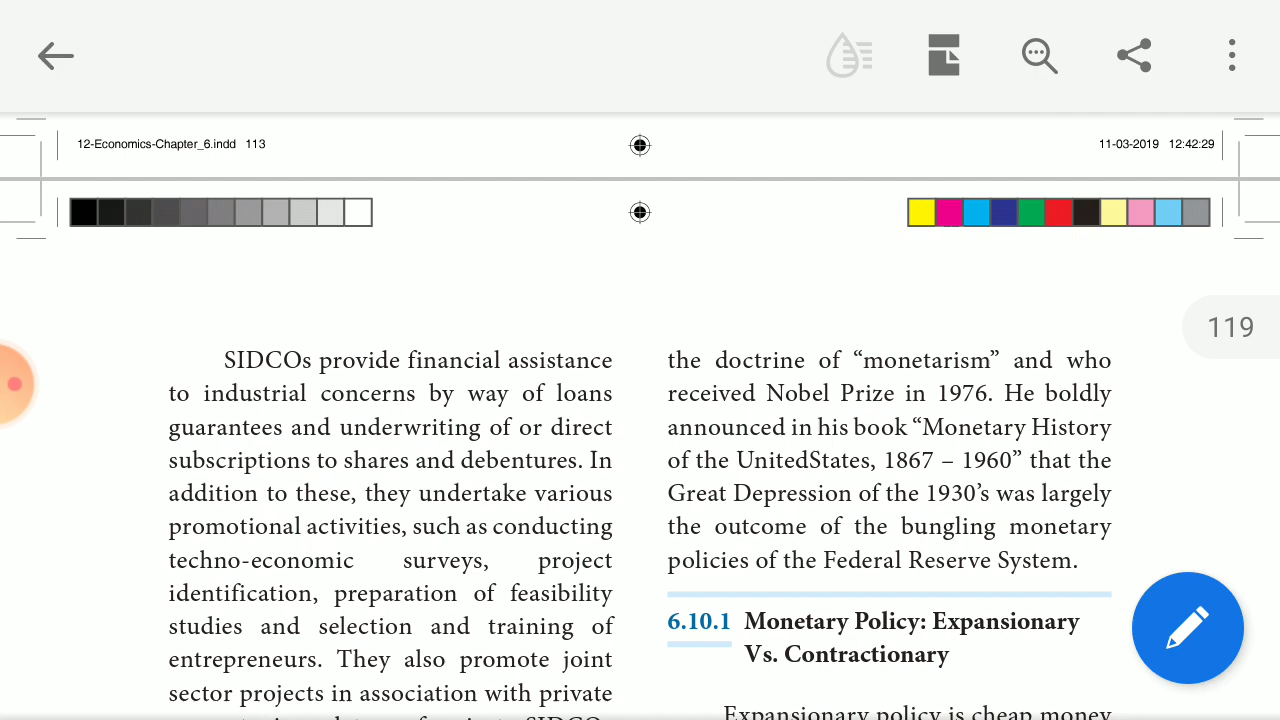 12-Economics-Chapter_6.indd 113
11-03-2019 12:42:29
119
SIDCOs provide financial assistance
to industrial concerns by way of loans
guarantees and underwriting of or direct
subscriptions to shares and debentures. In
addition to these, they undertake various
promotional activities, such as conducting
techno-economic surveys, project
identification, preparation of feasibility
studies and selection and training of
entrepreneurs. They also promote joint
sector projects in association with private
the doctrine of “monetarism” and who
received Nobel Prize in 1976. He boldly
announced in his book “Monetary History
of the UnitedStates, 1867 – 1960” that the
Great Depression of the 1930’s was largely
the outcome of the bungling monetary
policies of the Federal Reserve System.
6.10.1 Monetary Policy: Expansionary
Vs. Contractionary
Expansionary policy is cheap money